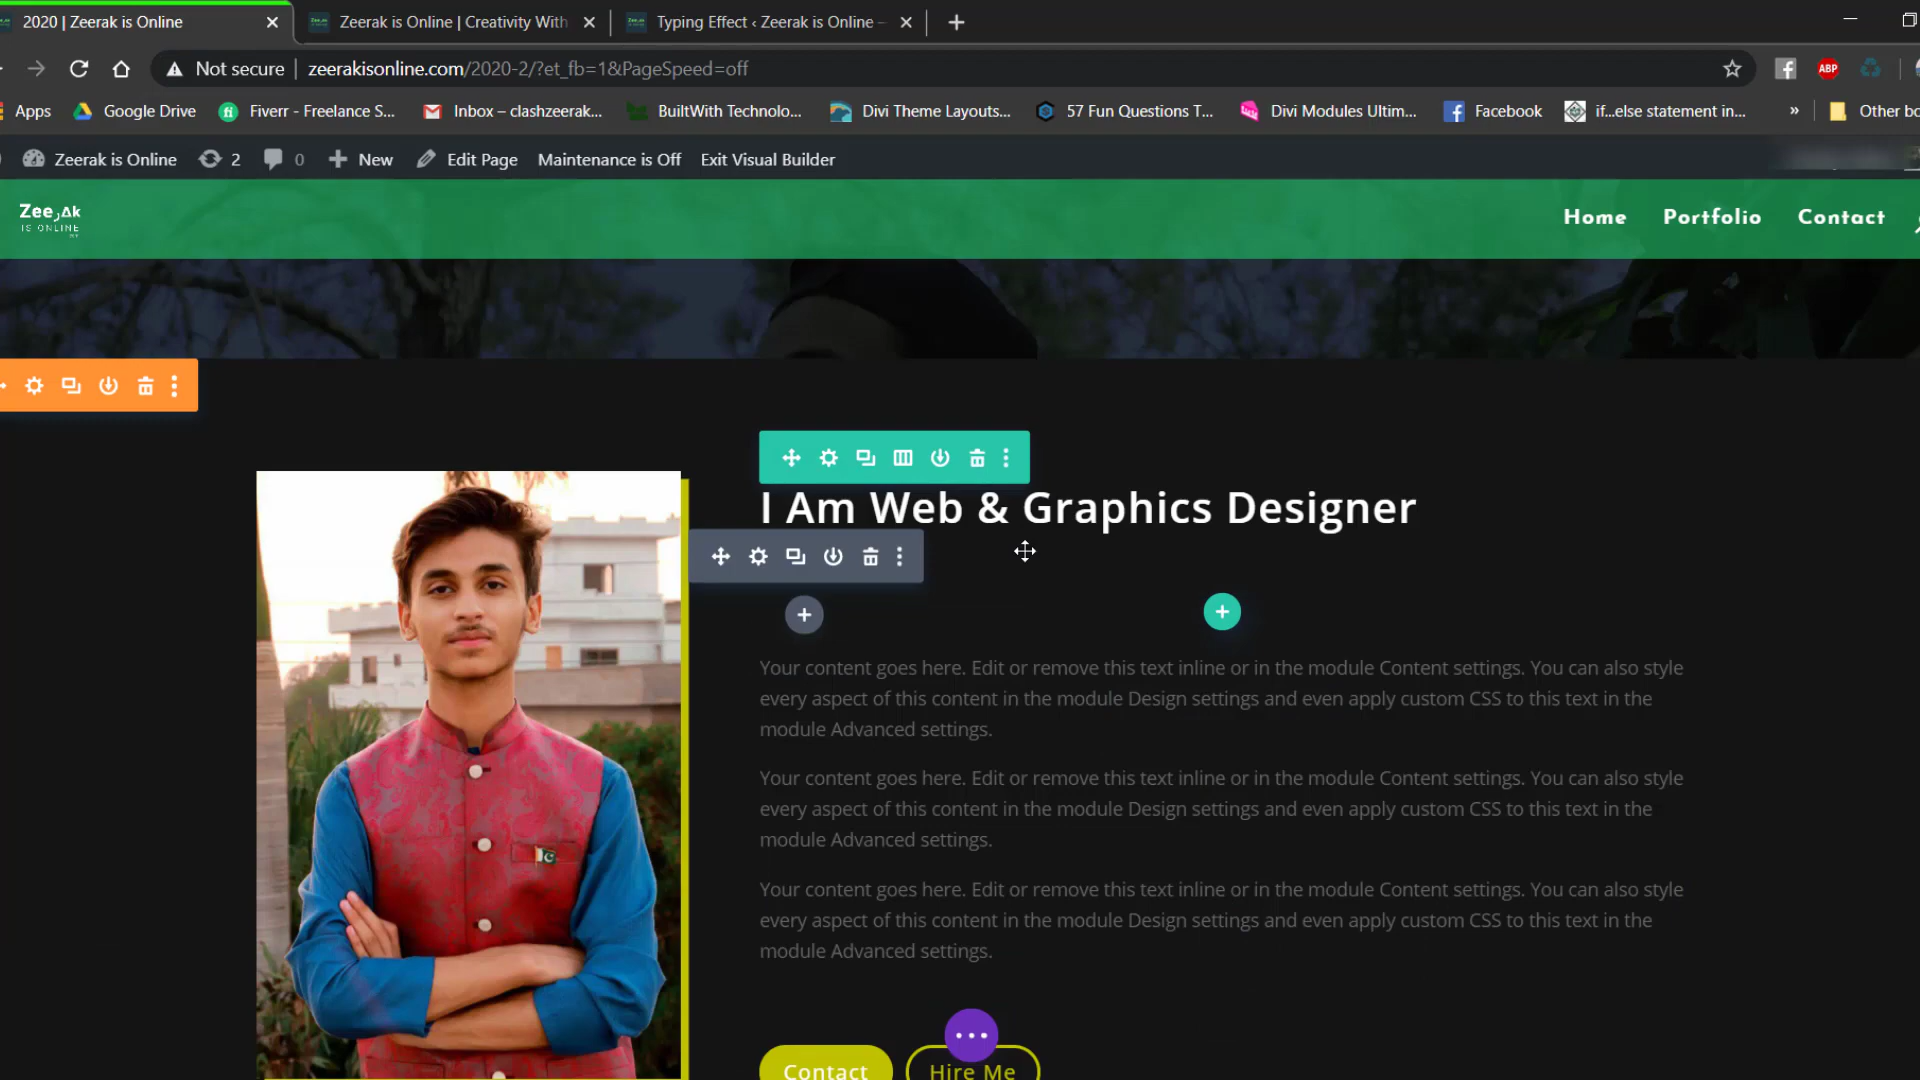 2020 | Zeerak is Online
Zeerak is Online | Creativity With
Typing Effect ‹ Zeerak is Online —
Not secure
zeerakisonline.com/2020-2/?et_fb=1&PageSpeed=off
ABP
Apps
Google Drive
Fiverr - Freelance S...
Inbox – clashzeerak...
BuiltWith Technolo...
Divi Theme Layouts...
57 Fun Questions T...
Divi Modules Ultim...
Facebook
if...else statement in...
»
Other bo
Zeerak is Online
2
0
New
Edit Page
Maintenance is Off
Exit Visual Builder
IS ONLINE
Home
Portfolio
Contact
I Am Web & Graphics Designer
Your content goes here. Edit or remove this text inline or in the module Content settings. You can also style
every aspect of this content in the module Design settings and even apply custom CSS to this text in the
module Advanced settings.
Your content goes here. Edit or remove this text inline or in the module Content settings. You can also style
every aspect of this content in the module Design settings and even apply custom CSS to this text in the
module Advanced settings.
Your content goes here. Edit or remove this text inline or in the module Content settings. You can also style
every aspect of this content in the module Design settings and even apply custom CSS to this text in the
module Advanced settings.
Contact
Hire Me